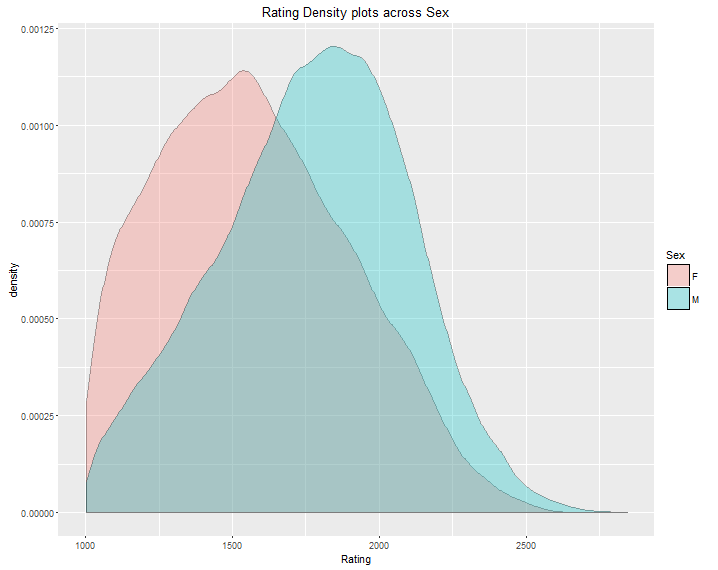 Rating Density plots across Sex
0.00125
0.00100
0.00075
0.00050
0.00025
0.00000
density
1000 1500 2000 2500
Rating
Sex
F
M